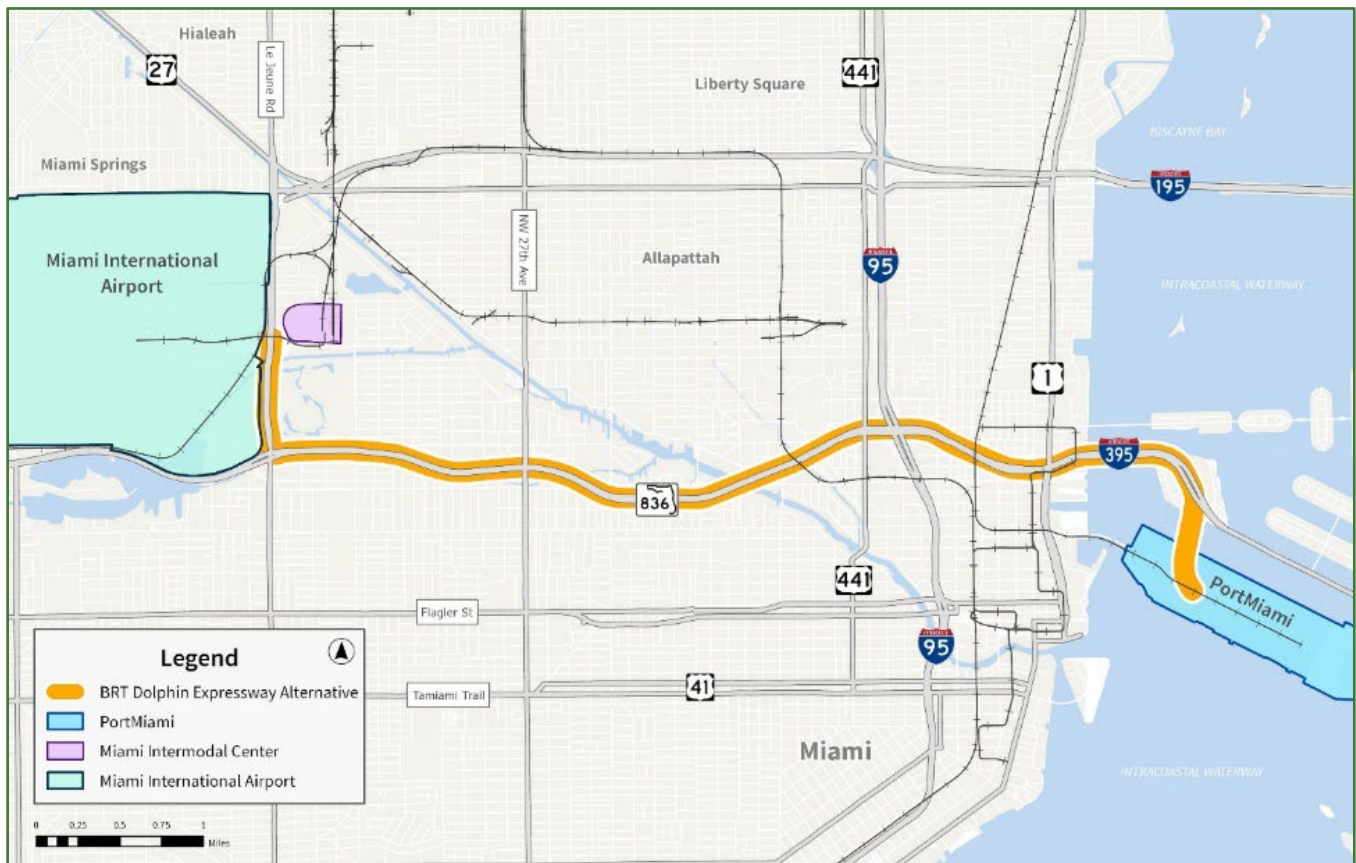 Hialeah
27
Le Jeune Rd
Liberty Square
441
BISCAYNE BAY
Miami Springs
195
NW 27th Ave
Miami International
Airport
Allapattah
95
INTRACOASTAL WATERWAY
1
395
836
PortMiami
441
Flagler St
95
41
Tamiami Trail
Miami
INTRACOASTAL WATERWAY
Legend
BRT Dolphin Expressway Alternative
PortMiami
Miami Intermodal Center
Miami International Airport
0 0.25 0.5 0.75 1
Miles